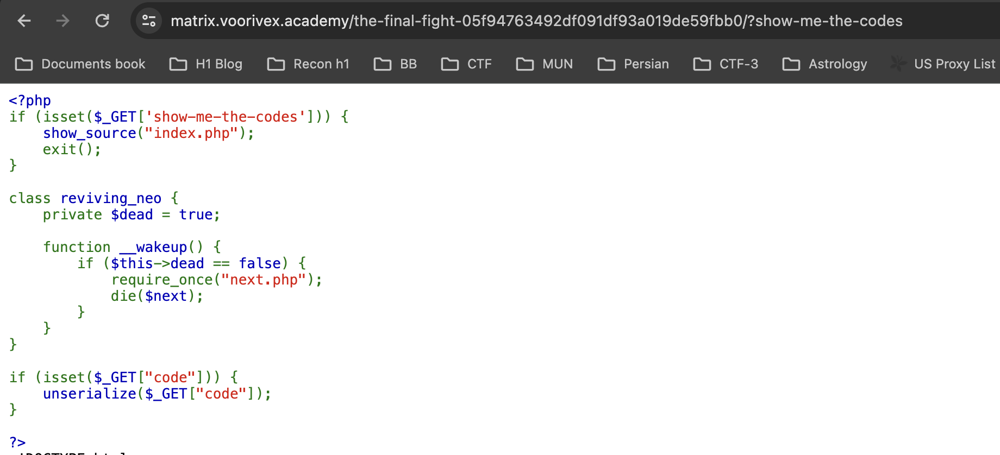 matrix.voorivex.academy/the-final-fight-05f94763492df091df93a019de59fbb0/?show-me-the-codes
Documents book H1 Blog Recon h1 BB CTF MUN Persian CTF-3 Astrology US Proxy List
<?php
if (isset($_GET['show-me-the-codes'])) {
    show_source("index.php");
    exit();
}

class reviving_neo {
    private $dead = true;

    function __wakeup() {
        if ($this->dead == false) {
            require_once("next.php");
            die($next);
        }
    }
}

if (isset($_GET["code"])) {
    unserialize($_GET["code"]);
}

?>